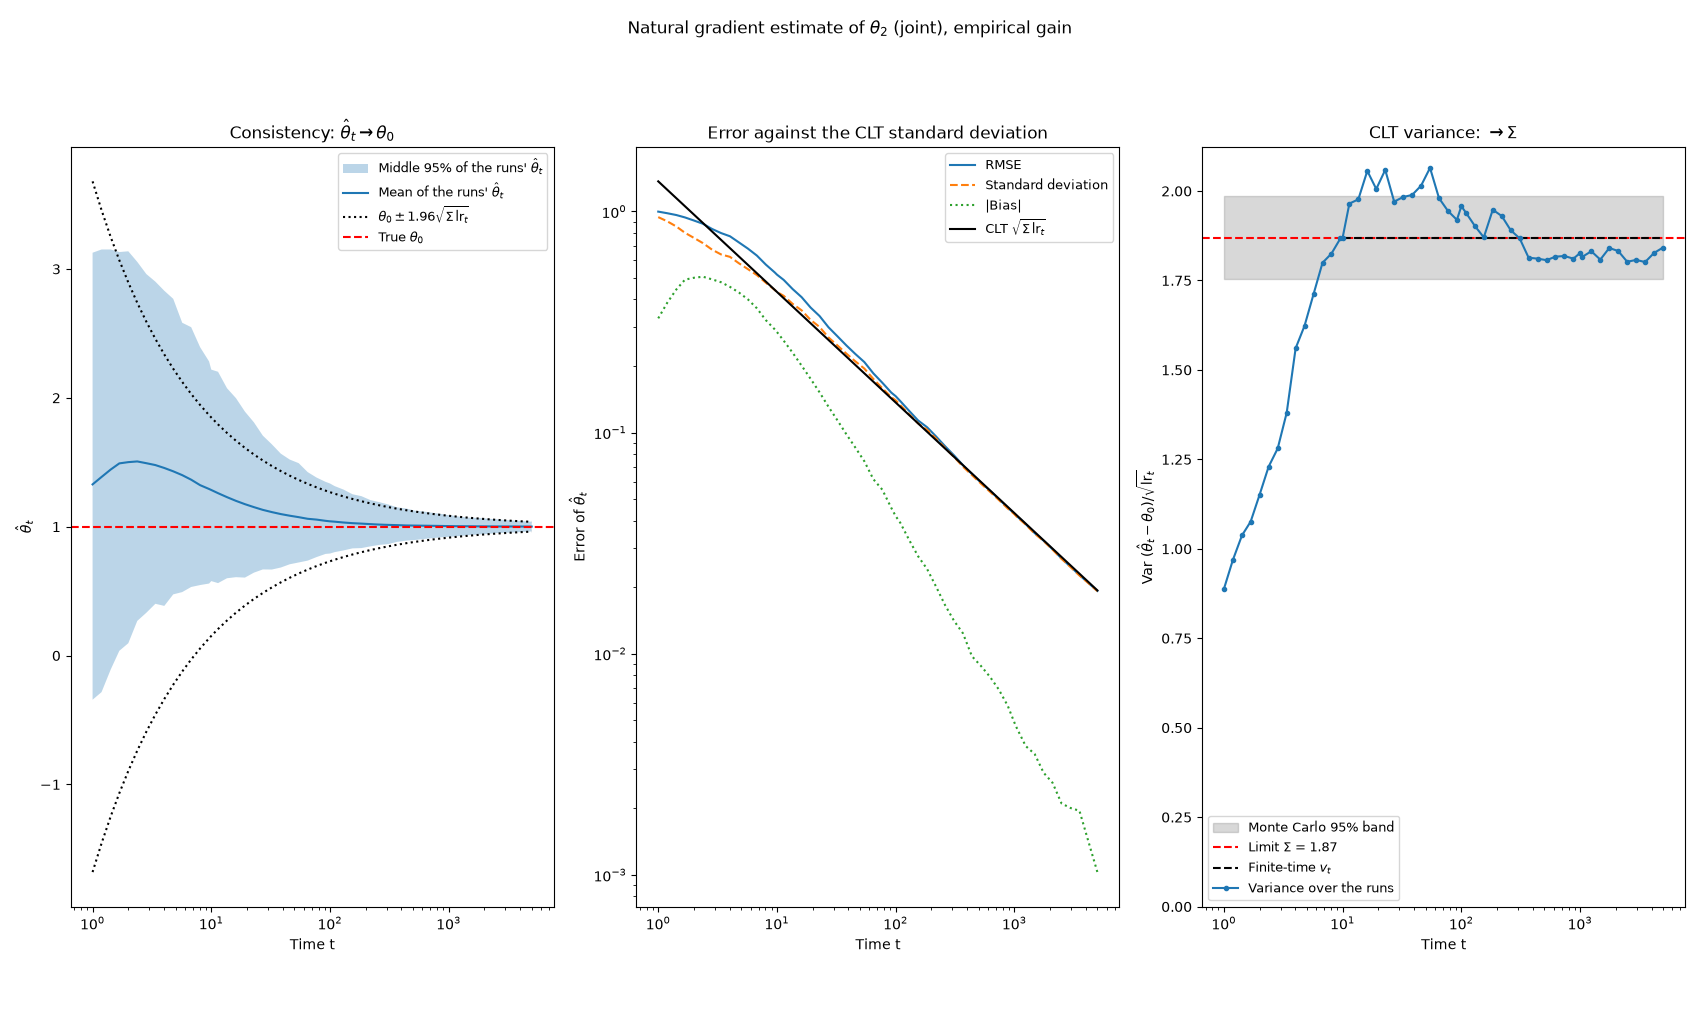 Natural gradient estimate of θ₂ (joint), empirical gain
Consistency: θ̂ₜ → θ₀
Middle 95% of the runs' θ̂ₜ
Mean of the runs' θ̂ₜ
θ₀ ± 1.96√(Σ lrₜ)
True θ₀
3
2
1
0
−1
θ̂ₜ
10⁰
10¹
10²
10³
Time t
Error against the CLT standard deviation
RMSE
Standard deviation
|Bias|
CLT √(Σ lrₜ)
10⁰
10⁻¹
10⁻²
10⁻³
Error of θ̂ₜ
10⁰
10¹
10²
10³
Time t
CLT variance: → Σ
2.00
1.75
1.50
1.25
1.00
0.75
0.50
0.25
0.00
Var (θ̂ₜ − θ₀)/√lrₜ
Monte Carlo 95% band
Limit Σ = 1.87
Finite-time vₜ
Variance over the runs
10⁰
10¹
10²
10³
Time t